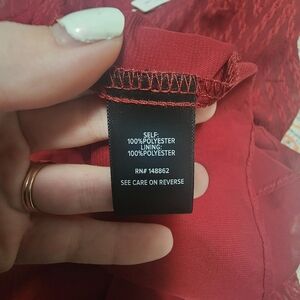 SELF:
100%POLYESTER
LINING:
100%POLYESTER
RN# 148862
SEE CARE ON REVERSE